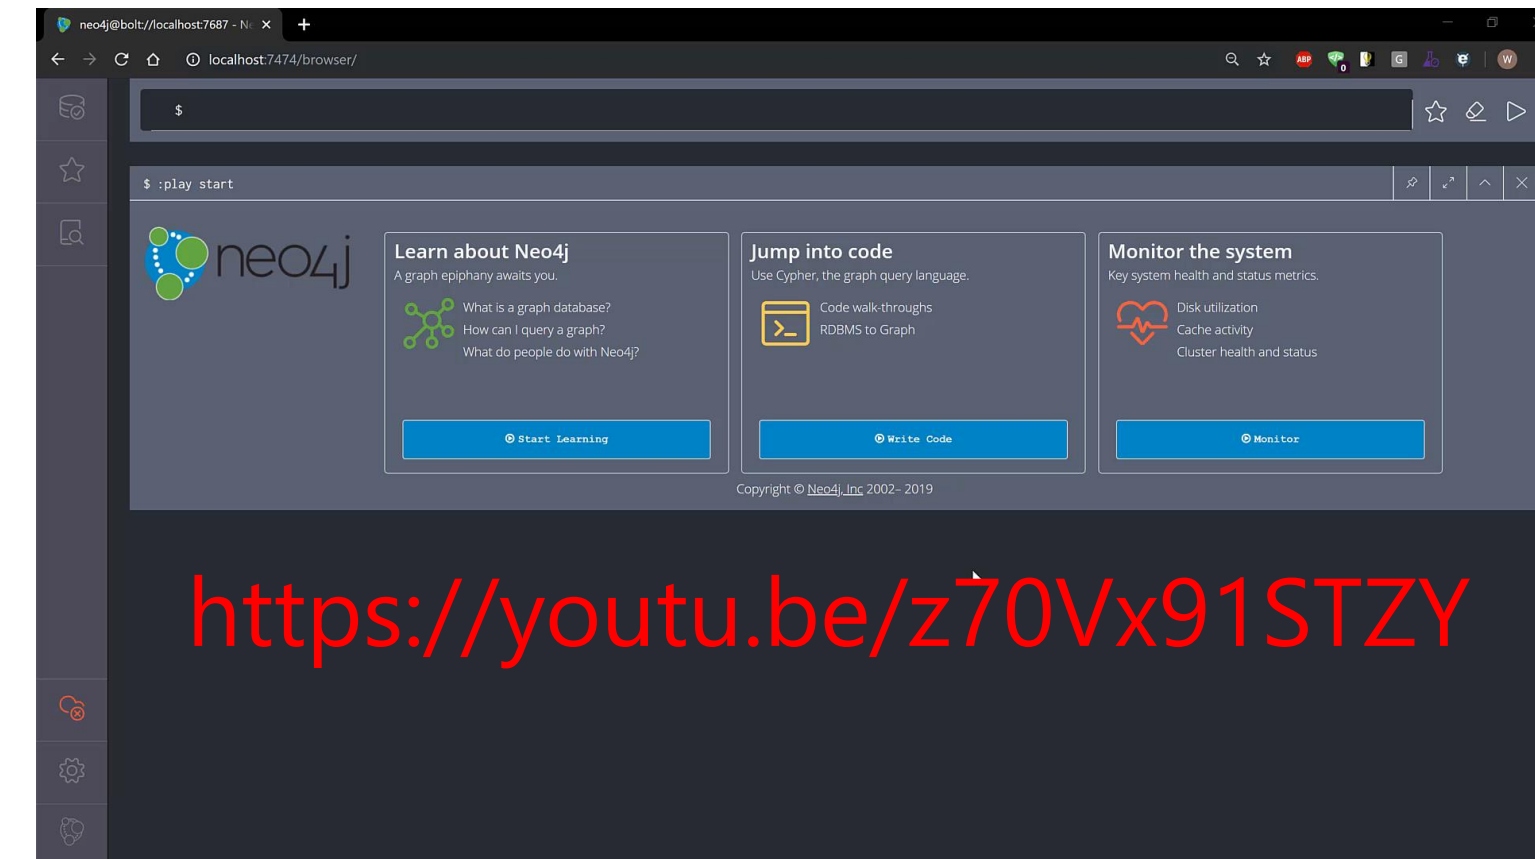 neo4j@bolt://localhost:7687 - Ne
localhost:7474/browser/
ABP
0
G
W
$
$ :play start
neo4j
Learn about Neo4j
A graph epiphany awaits you.
What is a graph database?
How can I query a graph?
What do people do with Neo4j?
Start Learning
Jump into code
Use Cypher, the graph query language.
Code walk-throughs
RDBMS to Graph
Write Code
Monitor the system
Key system health and status metrics.
Disk utilization
Cache activity
Cluster health and status
Monitor
Copyright © Neo4j, Inc 2002– 2019
https://youtu.be/z70Vx91STZY